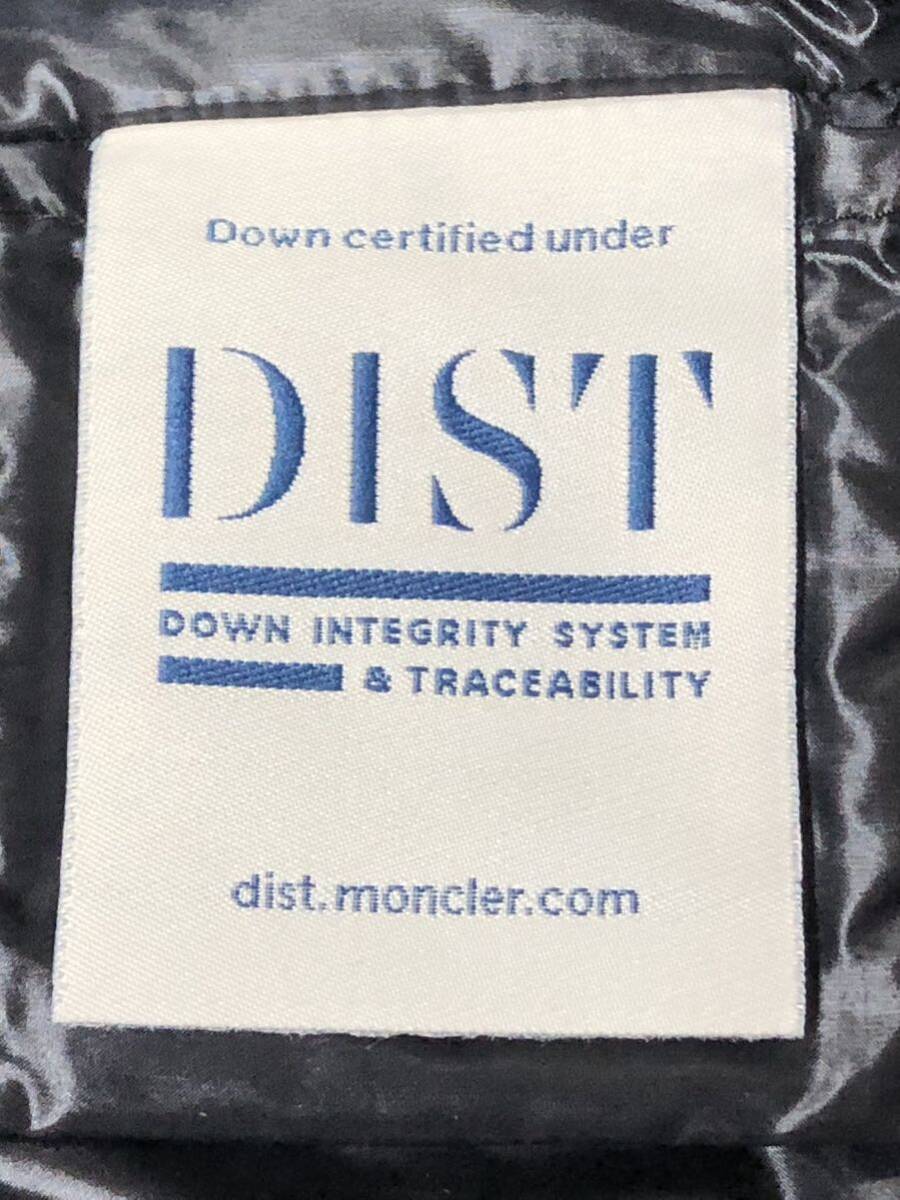 Down certified under
DIST
DOWN INTEGRITY SYSTEM
& TRACEABILITY
dist.moncler.com